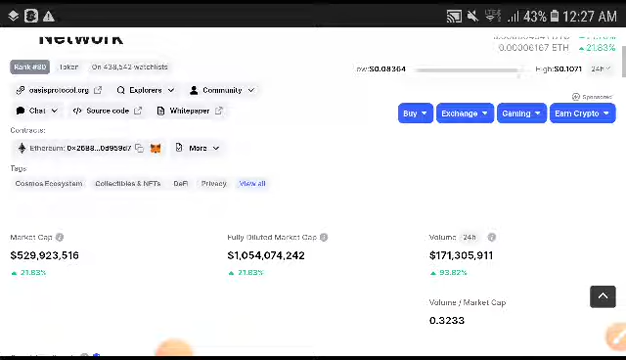 43% 12:27 AM
Network
21.83%
0.00006167 ETH 21.83%
Rank #80 Token On 438,542 watchlists
Low:$0.08364 High:$0.1071 24h
oasisprotocol.org Explorers Community
Sponsored
Chat Source code Whitepaper
Buy Exchange Gaming Earn Crypto
Contracts:
Ethereum: 0x2688...0d959d7 More
Tags
Cosmos Ecosystem Collectibles & NFTs DeFi Privacy View all
Market Cap Fully Diluted Market Cap Volume 24h
$529,923,516 $1,054,074,242 $171,305,911
21.83% 21.83% 93.82%
Volume / Market Cap
0.3233